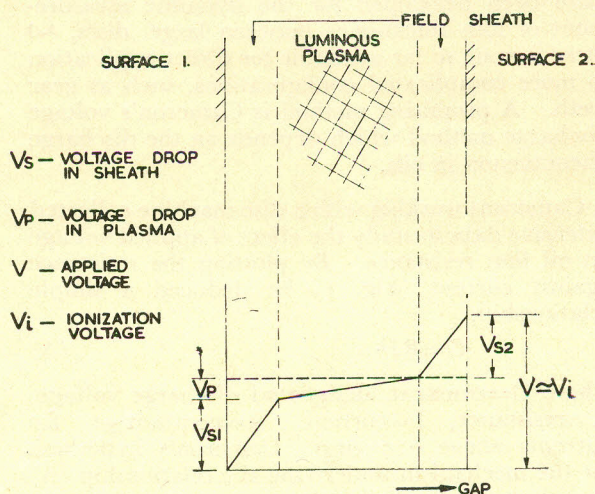 FIELD SHEATH
SURFACE 1.
LUMINOUS
PLASMA
SURFACE 2.
Vs — VOLTAGE DROP
IN SHEATH
Vp — VOLTAGE DROP
IN PLASMA
V — APPLIED
VOLTAGE
Vi — IONIZATION
VOLTAGE
VS2
VP
V≃Vi
VS1
GAP